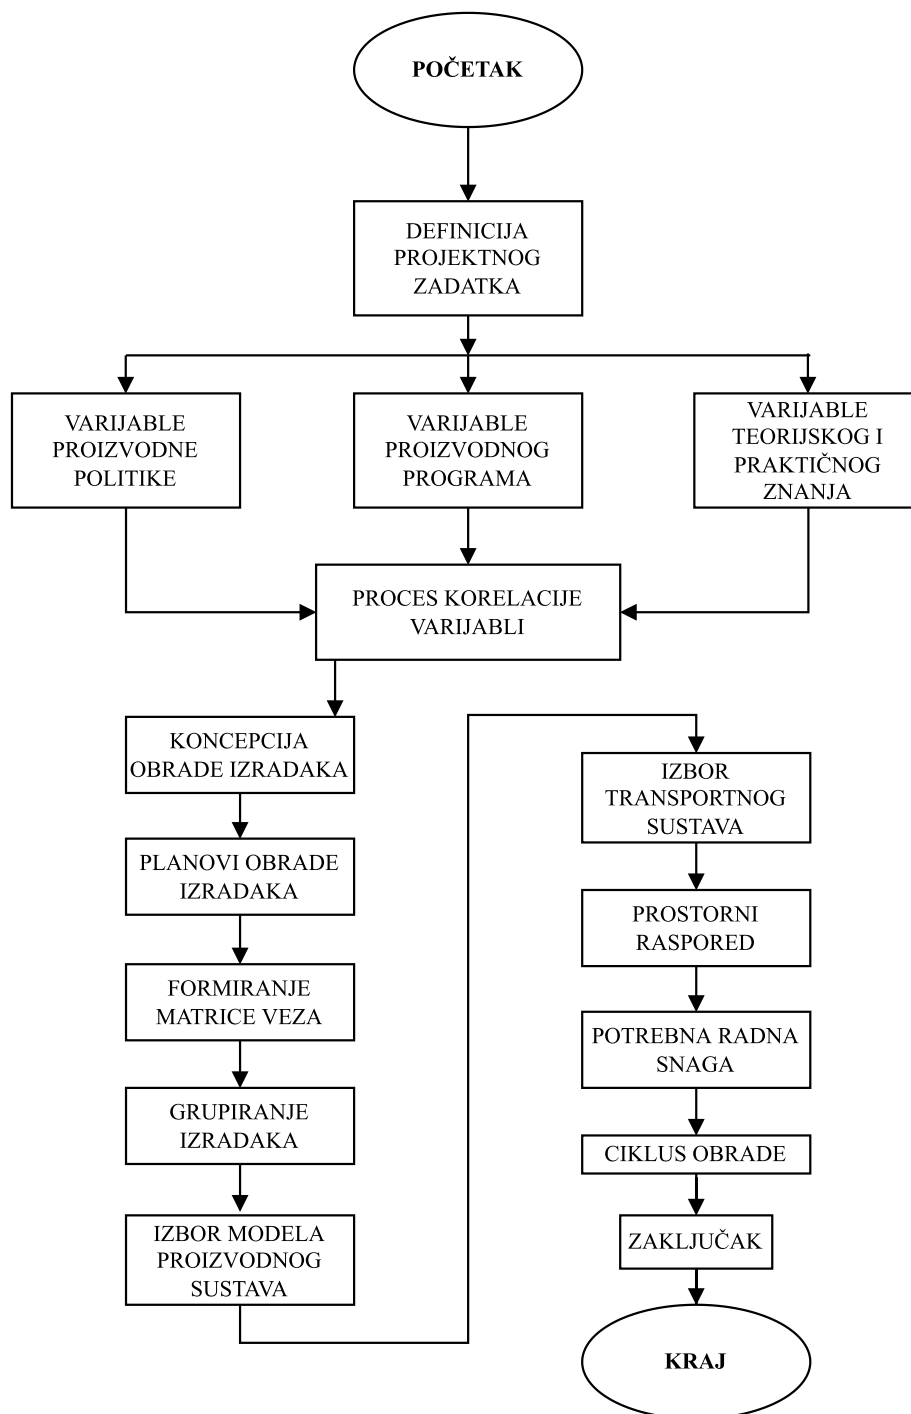 POČETAK
DEFINICIJA
PROJEKTNOG
ZADATKA
VARIJABLE
PROIZVODNE
POLITIKE
VARIJABLE
PROIZVODNOG
PROGRAMA
VARIJABLE
TEORIJSKOG I
PRAKTIČNOG
ZNANJA
PROCES KORELACIJE
VARIJABLI
KONCEPCIJA
OBRADE IZRADAKA
PLANOVI OBRADE
IZRADAKA
FORMIRANJE
MATRICE VEZA
GRUPIRANJE
IZRADAKA
IZBOR MODELA
PROIZVODNOG
SUSTAVA
IZBOR
TRANSPORTNOG
SUSTAVA
PROSTORNI
RASPORED
POTREBNA RADNA
SNAGA
CIKLUS OBRADE
ZAKLJUČAK
KRAJ